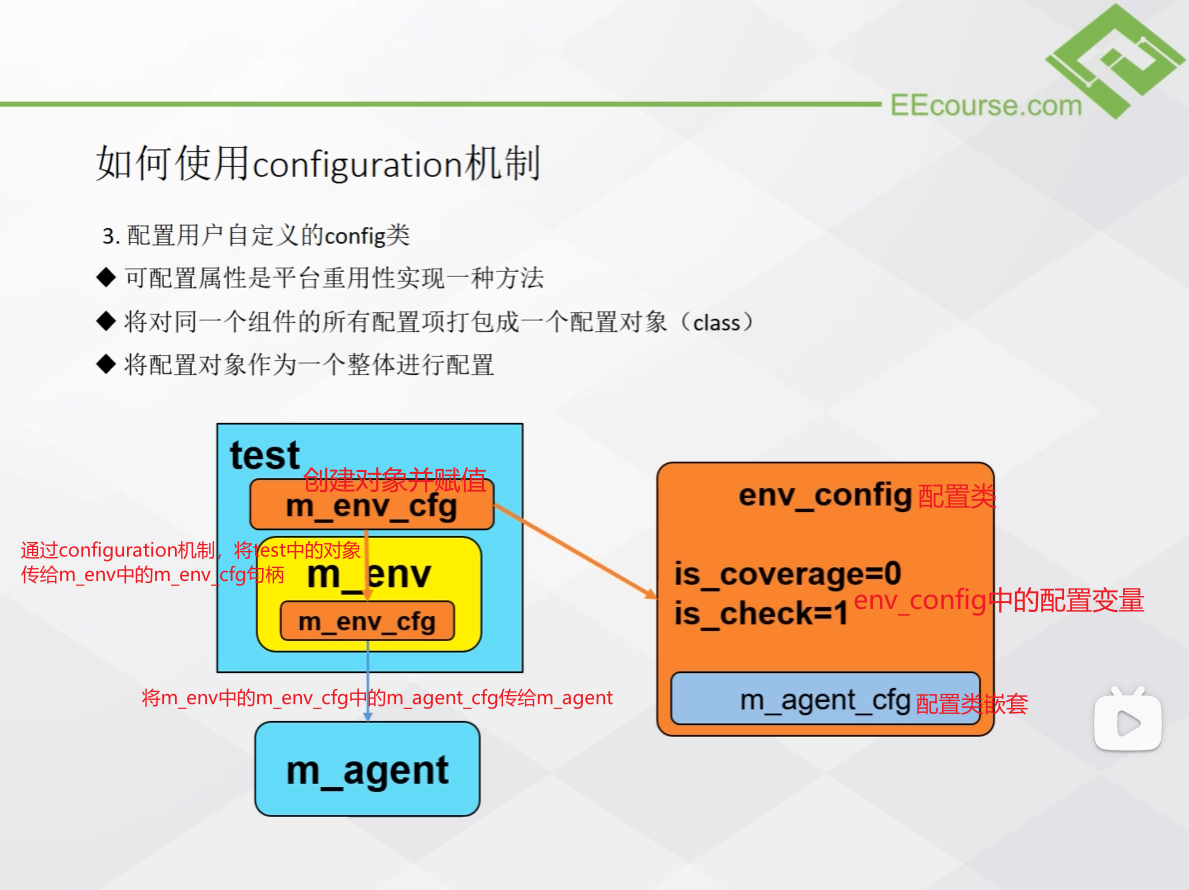 EEcourse.com
如何使用configuration机制
3. 配置用户自定义的config类
◆ 可配置属性是平台重用性实现一种方法
◆ 将对同一个组件的所有配置项打包成一个配置对象（class）
◆ 将配置对象作为一个整体进行配置
test
创建对象并赋值
m_env_cfg
通过configuration机制，将test中的对象
传给m_env中的m_env_cfg句柄
m_env
m_env_cfg
将m_env中的m_env_cfg中的m_agent_cfg传给m_agent
m_agent
env_config 配置类
is_coverage=0
is_check=1
env_config中的配置变量
m_agent_cfg 配置类嵌套